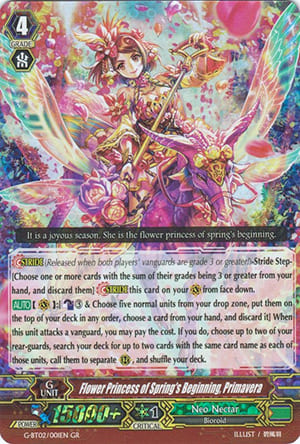 4
GRADE
It is a joyous season. She is the flower princess of spring's beginning.
STRIDE [Released when both players' vanguards are grade 3 or greater!]-Stride Step-
[Choose one or more cards with the sum of their grades being 3 or greater from
your hand, and discard them] STRIDE this card on your face down.
AUTO [ 1]:[ 3 & Choose five normal units from your drop zone, put them on
the top of your deck in any order, choose a card from your hand, and discard it] When
this unit attacks a vanguard, you may pay the cost. If you do, choose up to two of your
rear-guards, search your deck for up to two cards with the same card name as each of
those units, call them to separate , and shuffle your deck.
G
UNIT
Flower Princess of Spring's Beginning, Primavera
POWER
15000+
1
CRITICAL
Neo Nectar
Bioroid
G-BT02/001EN GR
ILLUST /